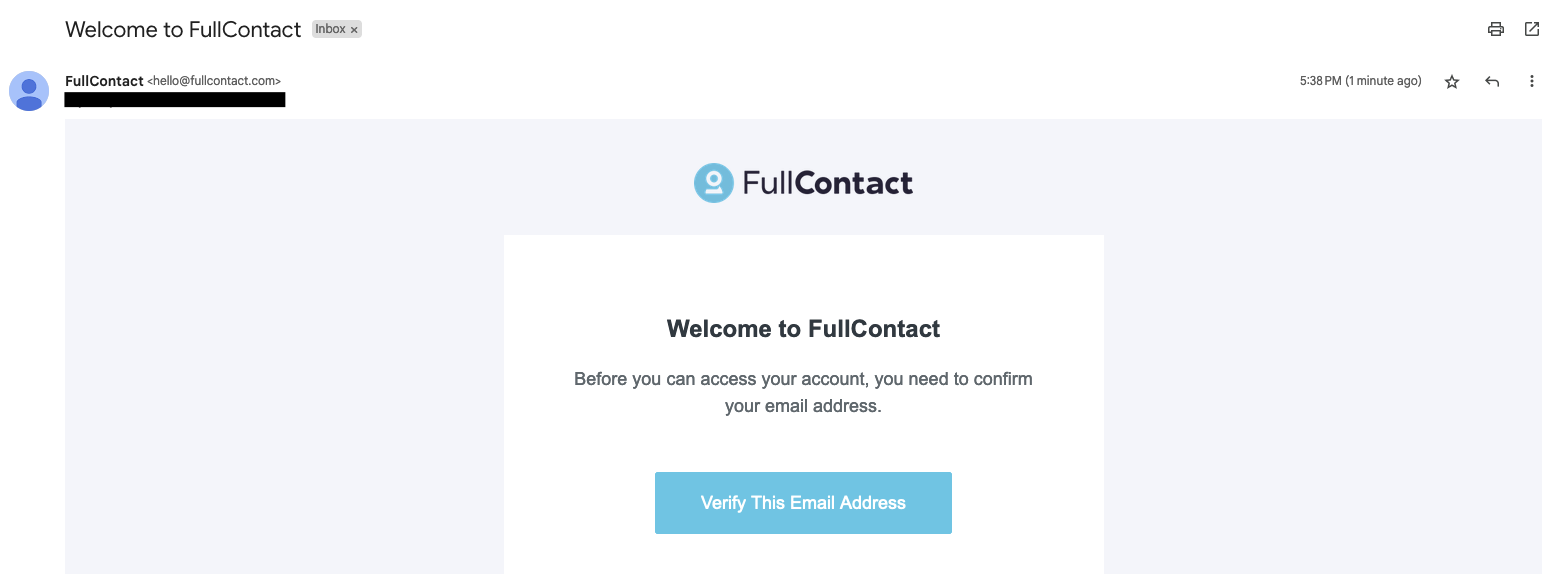 Welcome to FullContact Inbox x
FullContact <hello@fullcontact.com>
5:38 PM (1 minute ago)
FullContact
Welcome to FullContact
Before you can access your account, you need to confirm
your email address.
Verify This Email Address